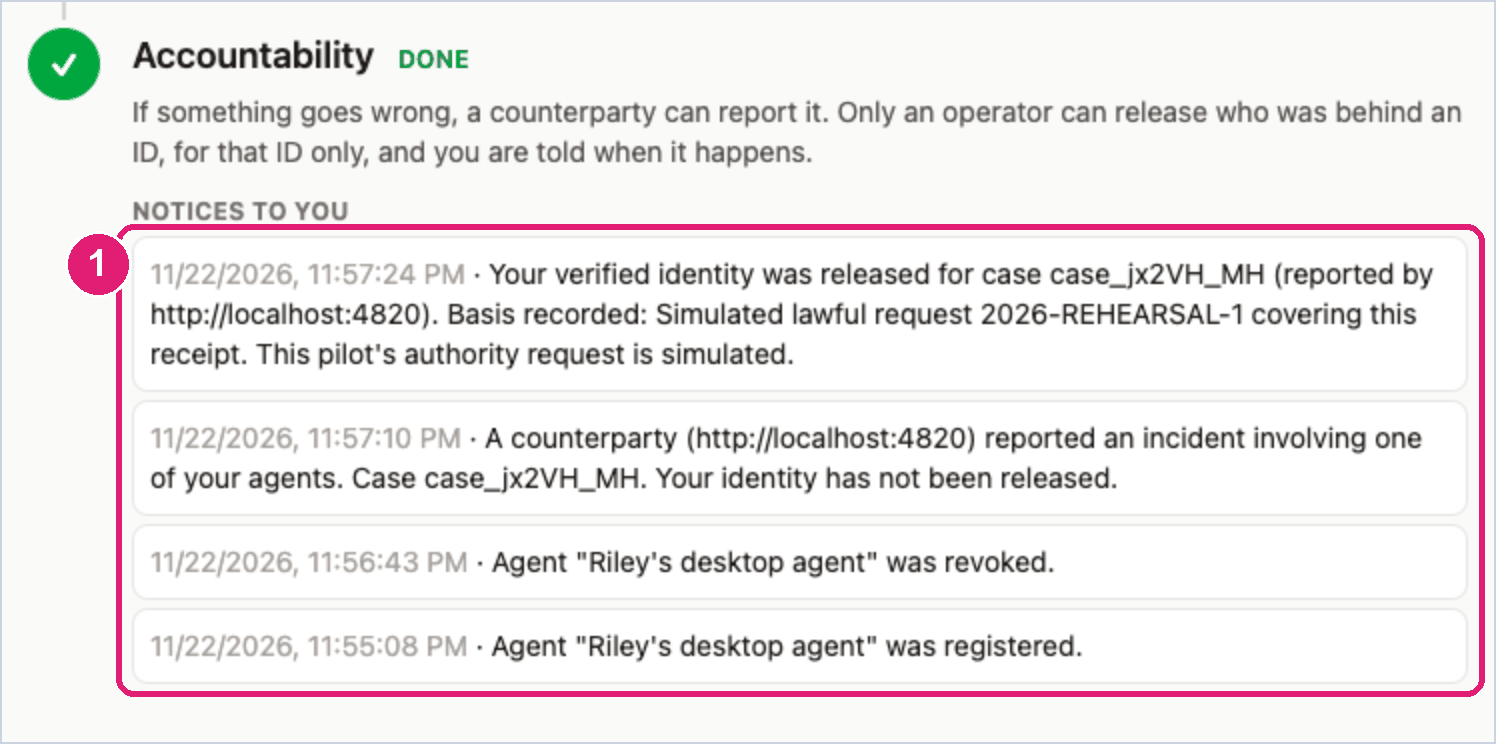 Accountability DONE
If something goes wrong, a counterparty can report it. Only an operator can release who was behind an
ID, for that ID only, and you are told when it happens.
NOTICES TO YOU
1
11/22/2026, 11:57:24 PM · Your verified identity was released for case case_jx2VH_MH (reported by
http://localhost:4820). Basis recorded: Simulated lawful request 2026-REHEARSAL-1 covering this
receipt. This pilot's authority request is simulated.
11/22/2026, 11:57:10 PM · A counterparty (http://localhost:4820) reported an incident involving one
of your agents. Case case_jx2VH_MH. Your identity has not been released.
11/22/2026, 11:56:43 PM · Agent "Riley's desktop agent" was revoked.
11/22/2026, 11:55:08 PM · Agent "Riley's desktop agent" was registered.